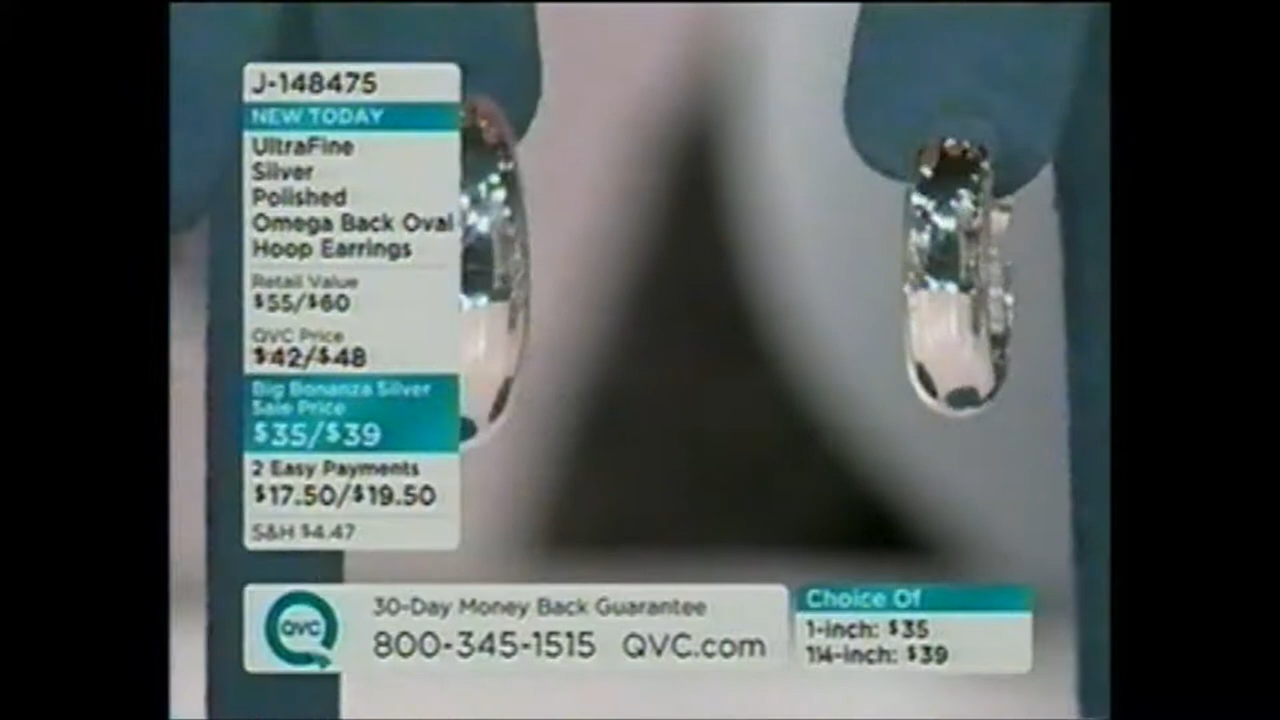 J-148475
NEW TODAY
UltraFine
Silver
Polished
Omega Back Oval
Hoop Earrings
Retail Value
$55/$60
QVC Price
$42/$48
Big Bonanza Silver
Sale Price
$35/$39
2 Easy Payments
$17.50/$19.50
S&H $4.47
QVC
30-Day Money Back Guarantee
800-345-1515 QVC.com
Choice Of
1-inch: $35
1¼-inch: $39